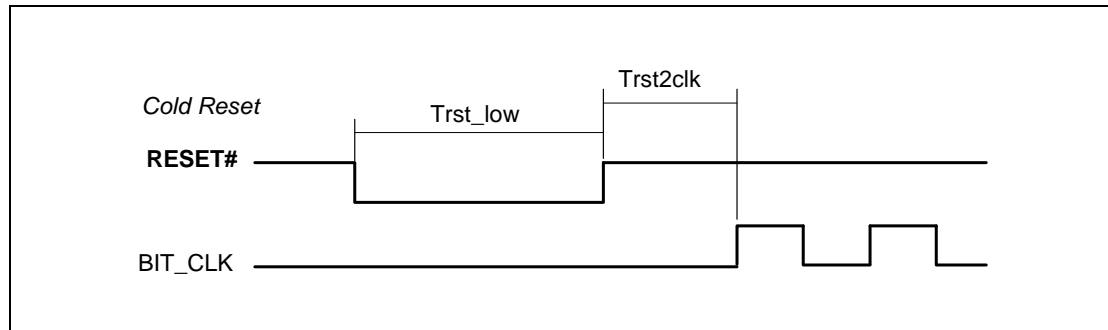 Trst2clk
Cold Reset
Trst_low
RESET#
BIT_CLK